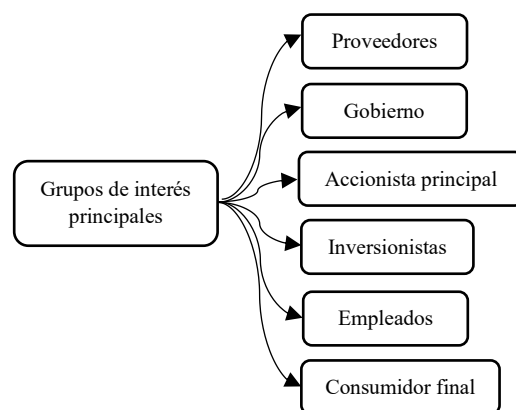 Proveedores
Gobierno
Accionista principal
Grupos de interés
principales
Inversionistas
Empleados
Consumidor final